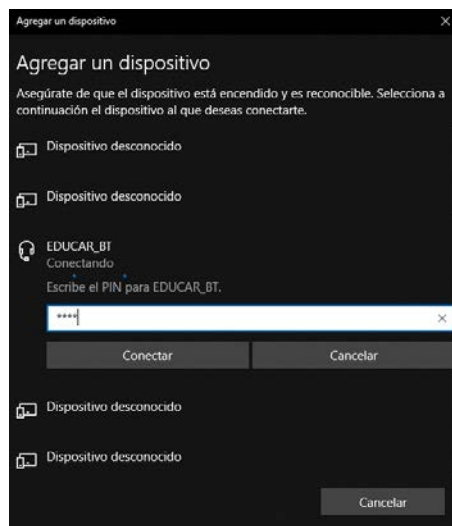 Agregar un dispositivo
Agregar un dispositivo
Asegúrate de que el dispositivo está encendido y es reconocible. Selecciona a
continuación el dispositivo al que deseas conectarte.
Dispositivo desconocido
Dispositivo desconocido
EDUCAR_BT
Conectando
Escribe el PIN para EDUCAR_BT.
****
Conectar Cancelar
Dispositivo desconocido
Dispositivo desconocido
Cancelar